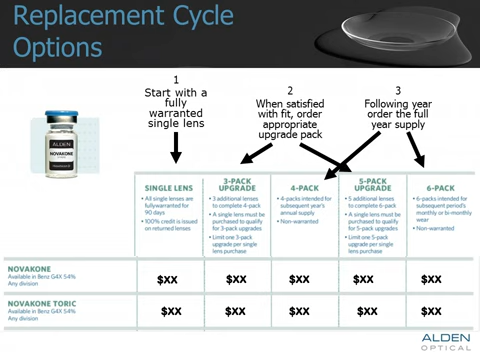 Replacement Cycle
Options
1
Start with a
fully
warranted
single lens
2
When satisfied
with fit, order
appropriate
upgrade pack
3
Following year
order the full
year supply
ALDEN
NOVAKONE
SINGLE LENS
• All single lenses are
fullywarranted for
90 days
• 100% credit is issued
on returned lenses
3-PACK
UPGRADE
• 3 additional lenses
to complete 4-pack
• A single lens must be
purchased to qualify
for 3-pack upgrades
• Limit one 3-pack
upgrade per single
lens purchase
4-PACK
• 4-packs intended for
subsequent year's
annual supply
• Non-warranted
5-PACK
UPGRADE
• 5 additional lenses
to complete 6-pack
• A single lens must be
purchased to qualify
for 5-pack upgrades
• Limit one 5-pack
upgrade per single
lens purchase
6-PACK
• 6-packs intended for
subsequent period's
monthly or bi-monthly
wear
• Non-warranted
NOVAKONE
Available in Benz G4X 54%
Any division
$XX $XX $XX $XX $XX
NOVAKONE TORIC
Available in Benz G4X 54%
Any division
$XX $XX $XX $XX $XX
ALDEN
OPTICAL